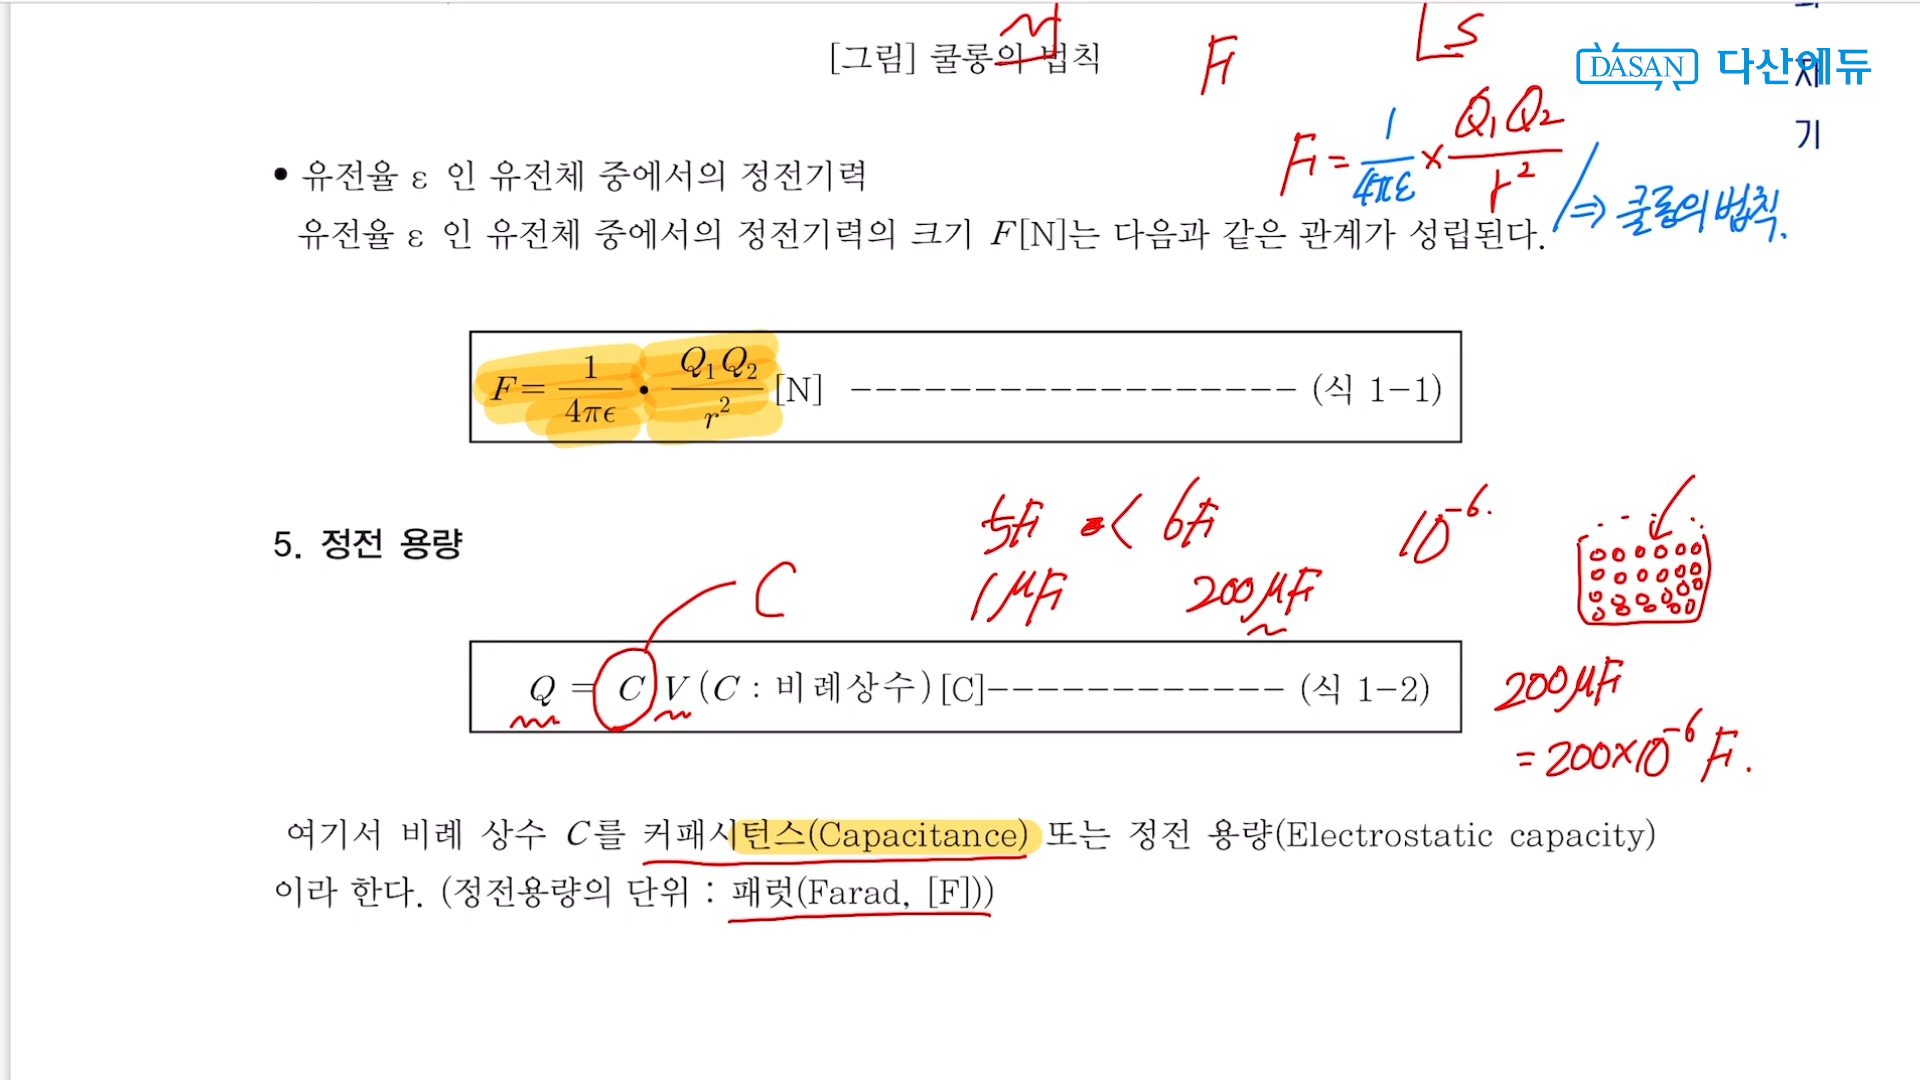 [그림] 쿨롱의 법칙
F
DASAN 다산에듀
기
F = 1/4πε × Q₁Q₂/r²
⇒ 쿨롱의 법칙.
• 유전율 ε 인 유전체 중에서의 정전기력
유전율 ε 인 유전체 중에서의 정전기력의 크기 F[N]는 다음과 같은 관계가 성립된다.
F = 1/4πϵ • Q₁Q₂/r² [N] ------------------ (식 1-1)
5. 정전 용량
5F < 6F 10⁻⁶.
C 1μF 200μF
Q = C V (C : 비례상수) [C]------------ (식 1-2)
200μF
= 200×10⁻⁶ F.
여기서 비례 상수 C를 커패시턴스(Capacitance) 또는 정전 용량(Electrostatic capacity)
이라 한다. (정전용량의 단위 : 패럿(Farad, [F]))